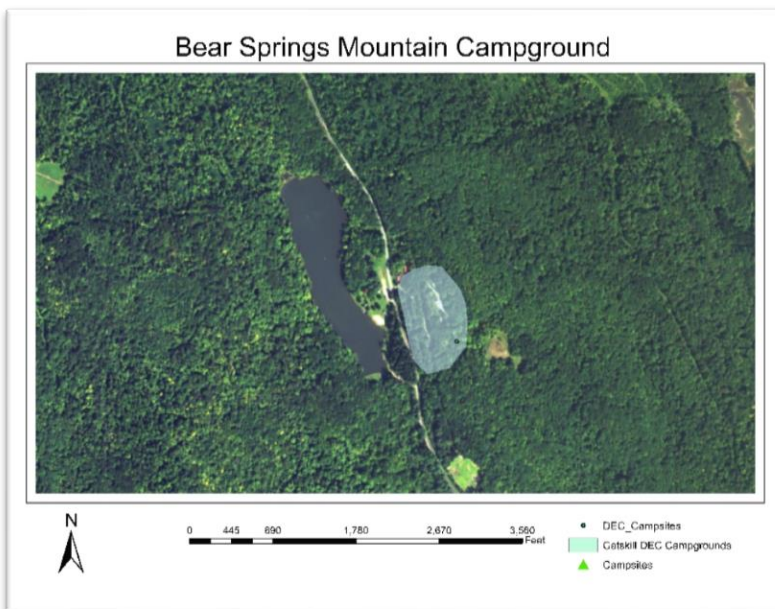 Bear Springs Mountain Campground
N
0 445 890 1,780 2,670 3,560
Feet
DEC_Campsites
Catskill DEC Campgrounds
Campsites